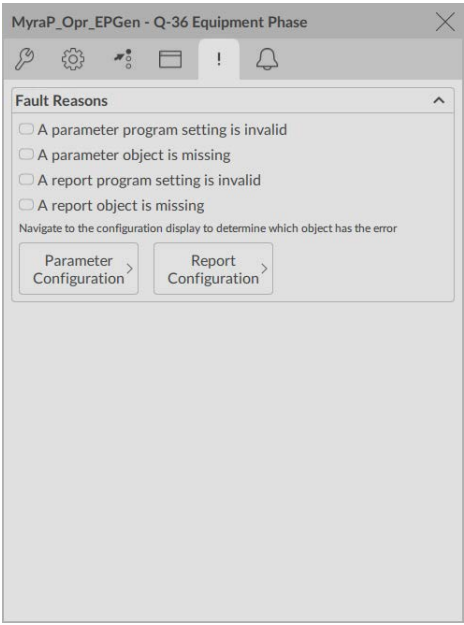 MyraP_Opr_EPGen - Q-36 Equipment Phase
!
Fault Reasons
A parameter program setting is invalid
A parameter object is missing
A report program setting is invalid
A report object is missing
Navigate to the configuration display to determine which object has the error
Parameter
Configuration
Report
Configuration